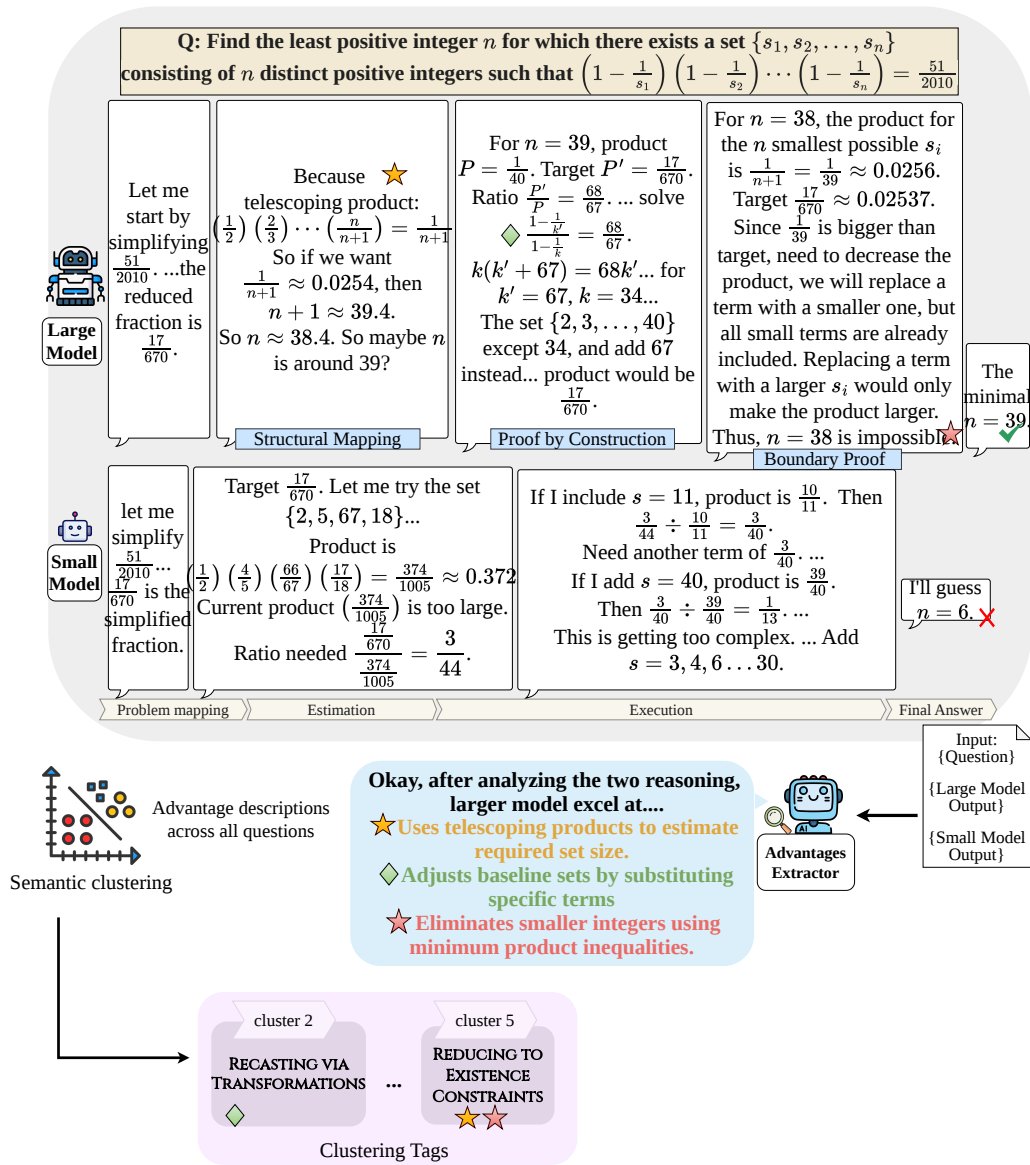 Q: Find the least positive integer n for which there exists a set {s₁, s₂, …, sₙ}
consisting of n distinct positive integers such that (1 − 1/s₁)(1 − 1/s₂)⋯(1 − 1/sₙ) = 51/2010
Large
Model
Let me
start by
simplifying
51/2010. ...the
reduced
fraction is
17/670.
Because
telescoping product:
(1/2)(2/3)⋯(n/(n+1)) = 1/(n+1)
So if we want
1/(n+1) ≈ 0.0254, then
n + 1 ≈ 39.4.
So n ≈ 38.4. So maybe n
is around 39?
Structural Mapping
For n = 39, product
P = 1/40. Target P′ = 17/670.
Ratio P′/P = 68/67. ... solve
(1 − 1/k′)/(1 − 1/k) = 68/67.
k(k′ + 67) = 68k′... for
k′ = 67, k = 34...
The set {2, 3, …, 40}
except 34, and add 67
instead... product would be
17/670.
Proof by Construction
For n = 38, the product for
the n smallest possible sᵢ
is 1/(n+1) = 1/39 ≈ 0.0256.
Target 17/670 ≈ 0.02537.
Since 1/39 is bigger than
target, need to decrease the
product, we will replace a
term with a smaller one, but
all small terms are already
included. Replacing a term
with a larger sᵢ would only
make the product larger.
Thus, n = 38 is impossible.
Boundary Proof
The
minimal
n = 39.
Small
Model
let me
simplify
51/2010...
17/670 is the
simplified
fraction.
Target 17/670. Let me try the set
{2, 5, 67, 18}...
Product is
(1/2)(4/5)(66/67)(17/18) = 374/1005 ≈ 0.372
Current product (374/1005) is too large.
Ratio needed (17/670)/(374/1005) = 3/44.
If I include s = 11, product is 10/11. Then
3/44 ÷ 10/11 = 3/40.
Need another term of 3/40. ...
If I add s = 40, product is 39/40.
Then 3/40 ÷ 39/40 = 1/13. ...
This is getting too complex. ... Add
s = 3, 4, 6 … 30.
I'll guess
n = 6.
Problem mapping
Estimation
Execution
Final Answer
Input:
{Question}
{Large Model
Output}
{Small Model
Output}
AI
Advantages
Extractor
Okay, after analyzing the two reasoning,
larger model excel at....
Uses telescoping products to estimate
required set size.
Adjusts baseline sets by substituting
specific terms
Eliminates smaller integers using
minimum product inequalities.
Advantage descriptions
across all questions
Semantic clustering
cluster 2
RECASTING VIA
TRANSFORMATIONS
...
cluster 5
REDUCING TO
EXISTENCE
CONSTRAINTS
Clustering Tags